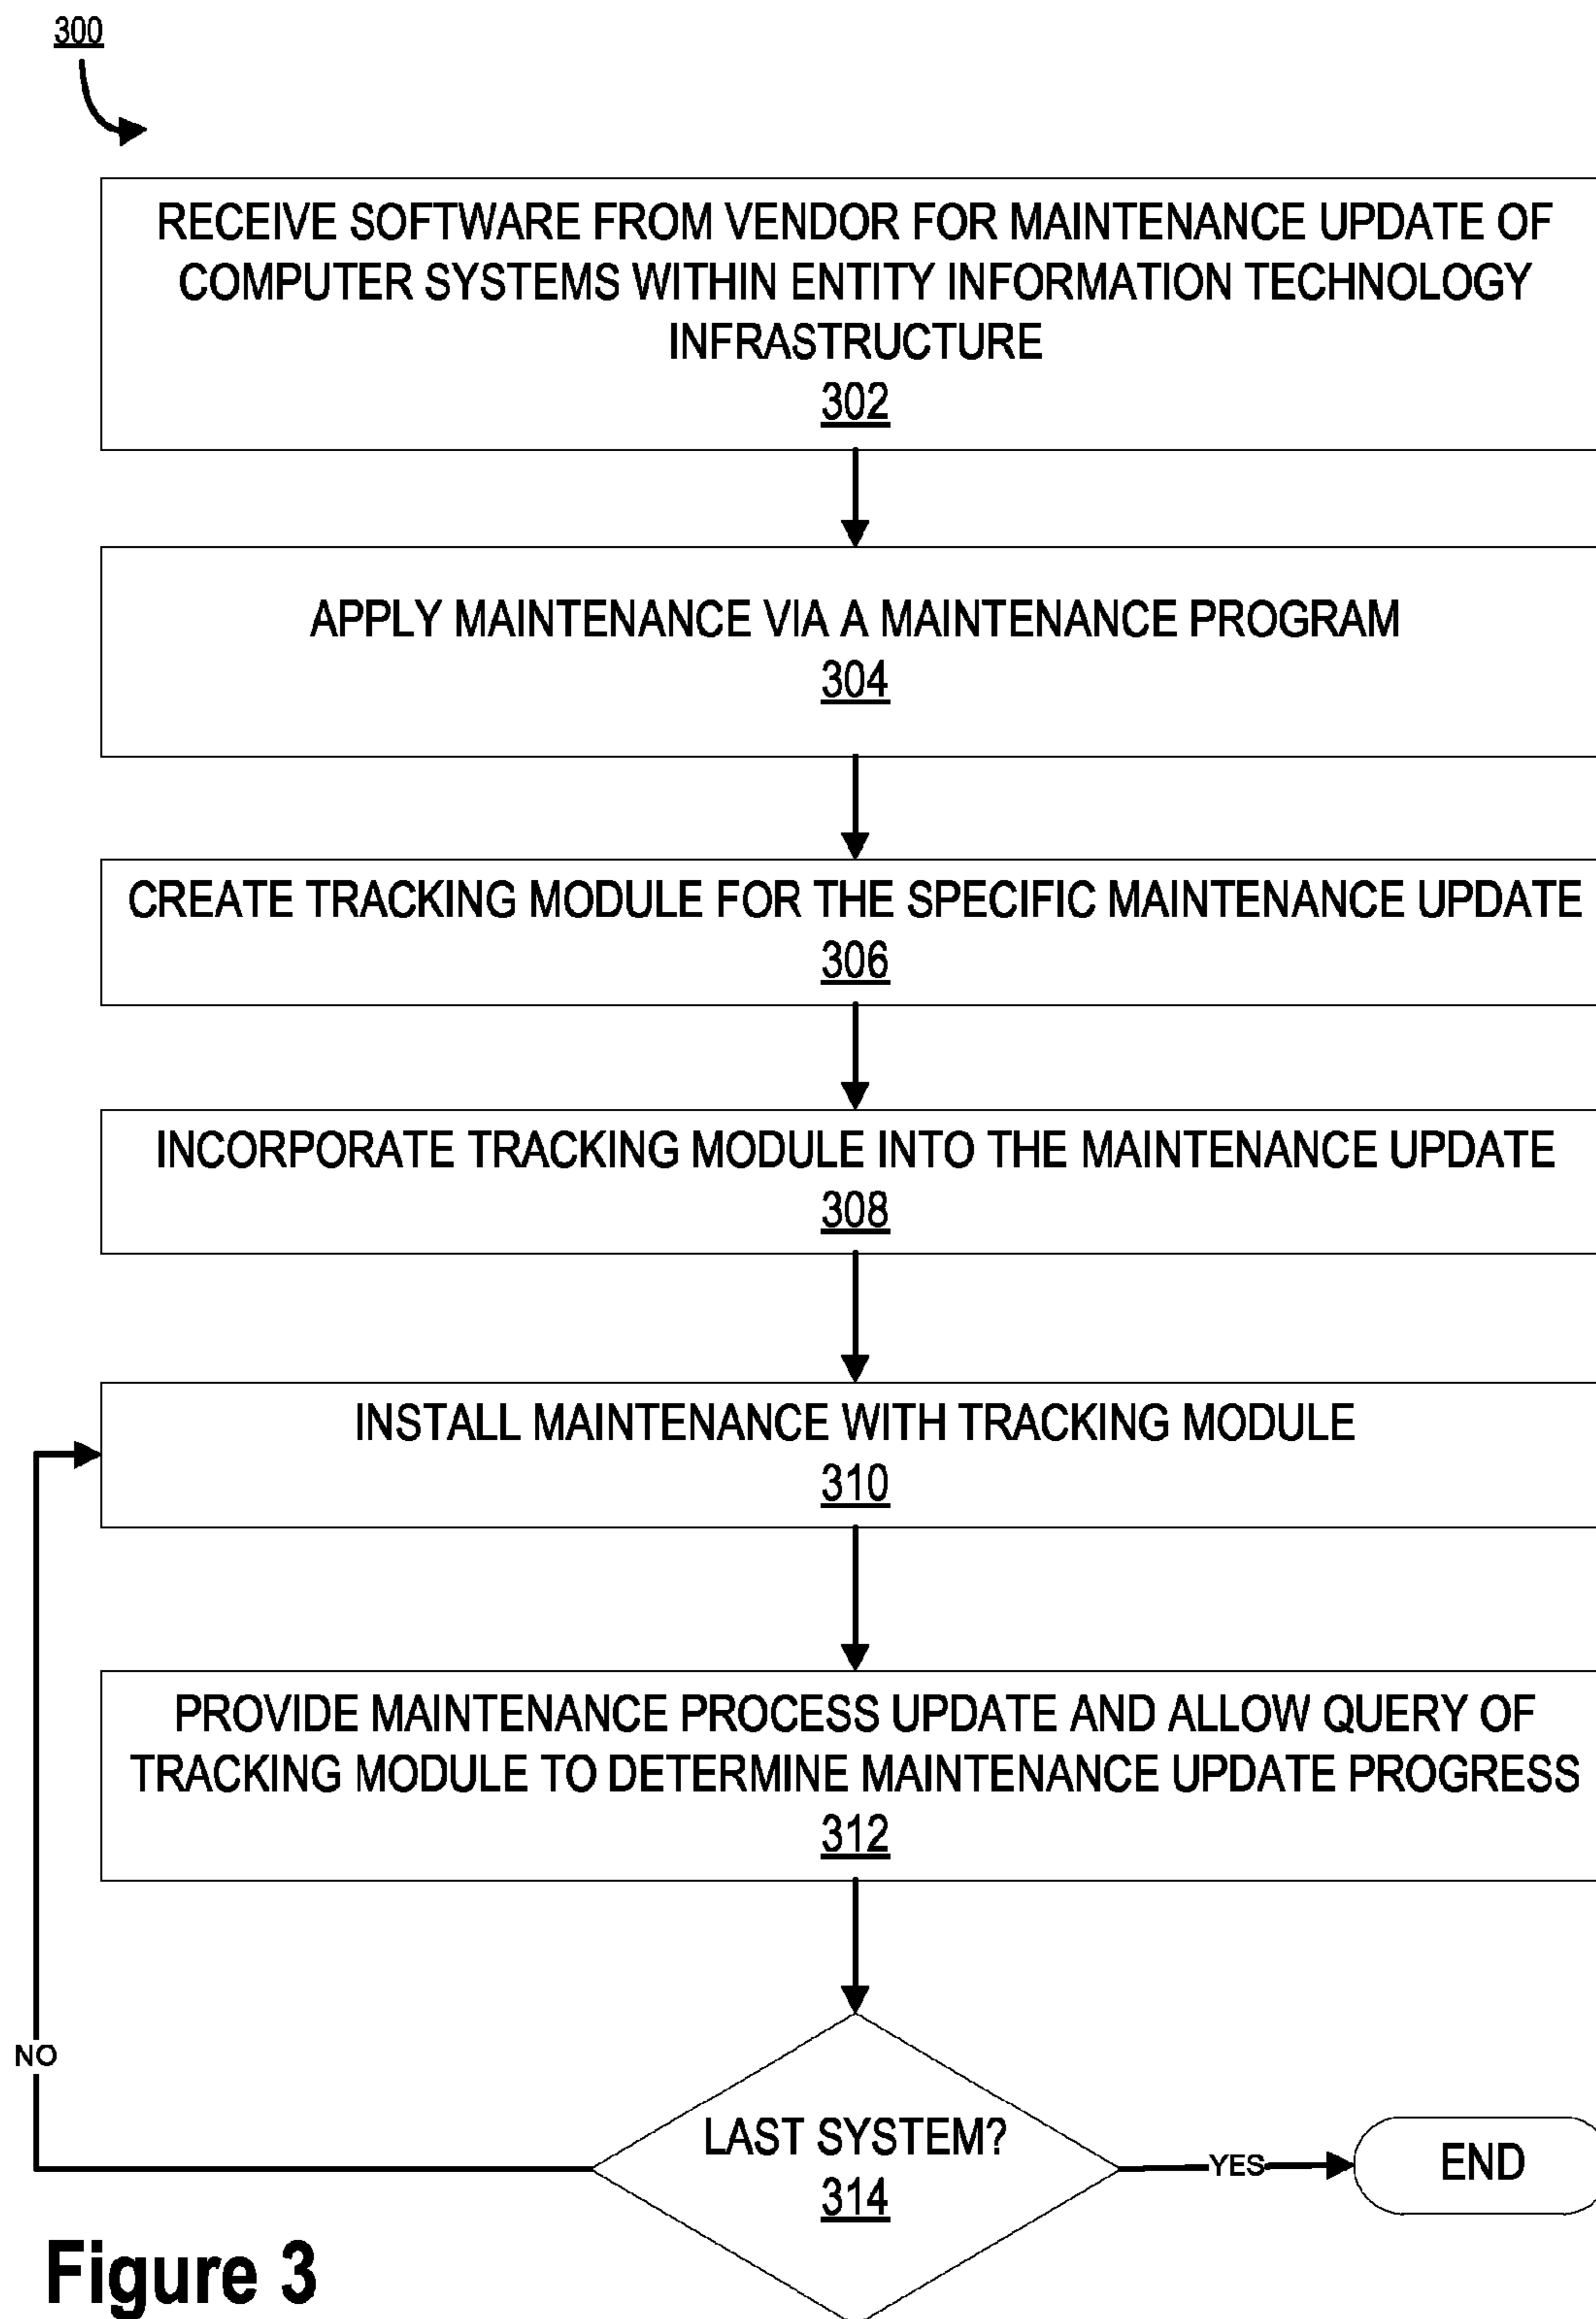 300
RECEIVE SOFTWARE FROM VENDOR FOR MAINTENANCE UPDATE OF
COMPUTER SYSTEMS WITHIN ENTITY INFORMATION TECHNOLOGY
INFRASTRUCTURE
302
APPLY MAINTENANCE VIA A MAINTENANCE PROGRAM
304
CREATE TRACKING MODULE FOR THE SPECIFIC MAINTENANCE UPDATE
306
INCORPORATE TRACKING MODULE INTO THE MAINTENANCE UPDATE
308
INSTALL MAINTENANCE WITH TRACKING MODULE
310
PROVIDE MAINTENANCE PROCESS UPDATE AND ALLOW QUERY OF
TRACKING MODULE TO DETERMINE MAINTENANCE UPDATE PROGRESS
312
NO
LAST SYSTEM?
314
YES
END
Figure 3